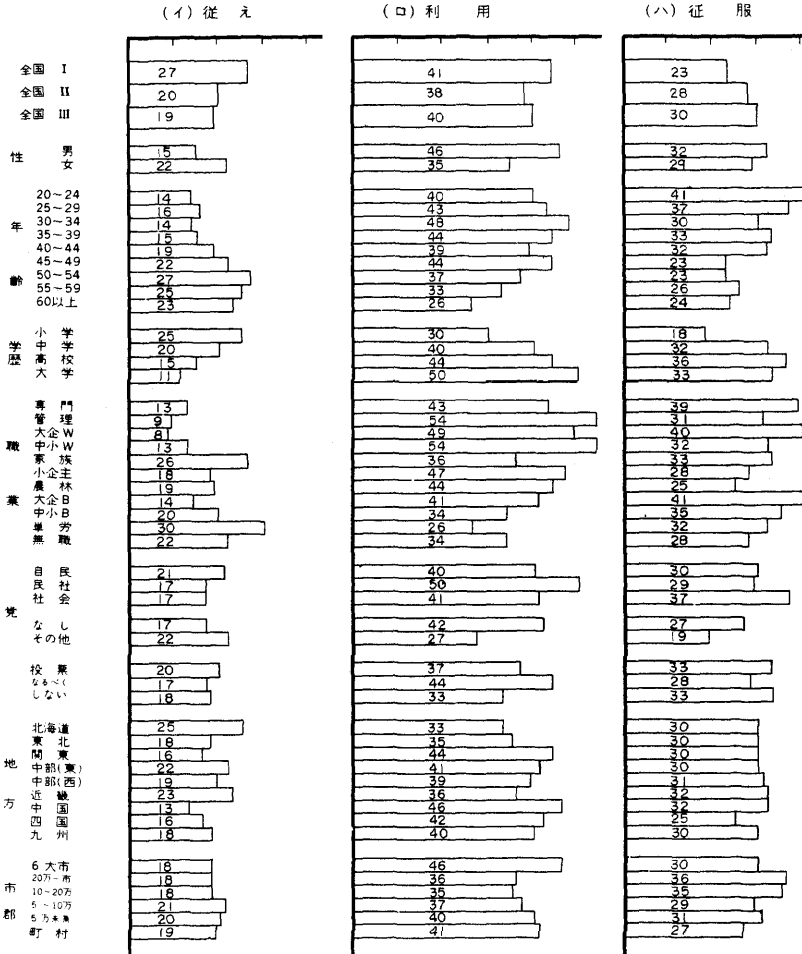 (イ) 従え (ロ) 利用 (ハ) 征服
全国 I 27 41 23
全国 II 20 38 28
全国 III 19 40 30
性 男 15 46 32
女 22 35 29
年齢
20~24 14 40 41
25~29 16 43 37
30~34 14 48 30
35~39 15 44 33
40~44 19 39 32
45~49 22 44 23
50~54 27 37 23
55~59 25 33 26
60以上 23 26 24
学歴
小学 25 30 18
中学 20 40 32
高校 15 44 36
大学 11 50 33
職業
専門 13 43 39
管理 9 54 31
大企W 8 49 40
中小W 13 54 32
家族 26 36 33
小企主 18 47 28
農林 19 44 25
大企B 14 41 41
中小B 20 34 35
単労 30 26 32
無職 22 34 28
党
自民 21 40 30
民社 17 50 29
社会 17 41 37
なし 17 42 27
その他 22 27 19
投票 20 37 33
なるべく 17 44 28
しない 18 33 33
地方
北海道 25 33 30
東北 18 35 30
関東 16 44 30
中部(東) 22 41 30
中部(西) 19 39 31
近畿 23 36 32
中国 13 46 32
四国 16 42 25
九州 18 40 30
市郡
6大市 18 46 30
20万~市 18 36 36
10~20万 18 35 35
5~10万 21 37 29
5万未満 20 40 31
町村 19 41 27